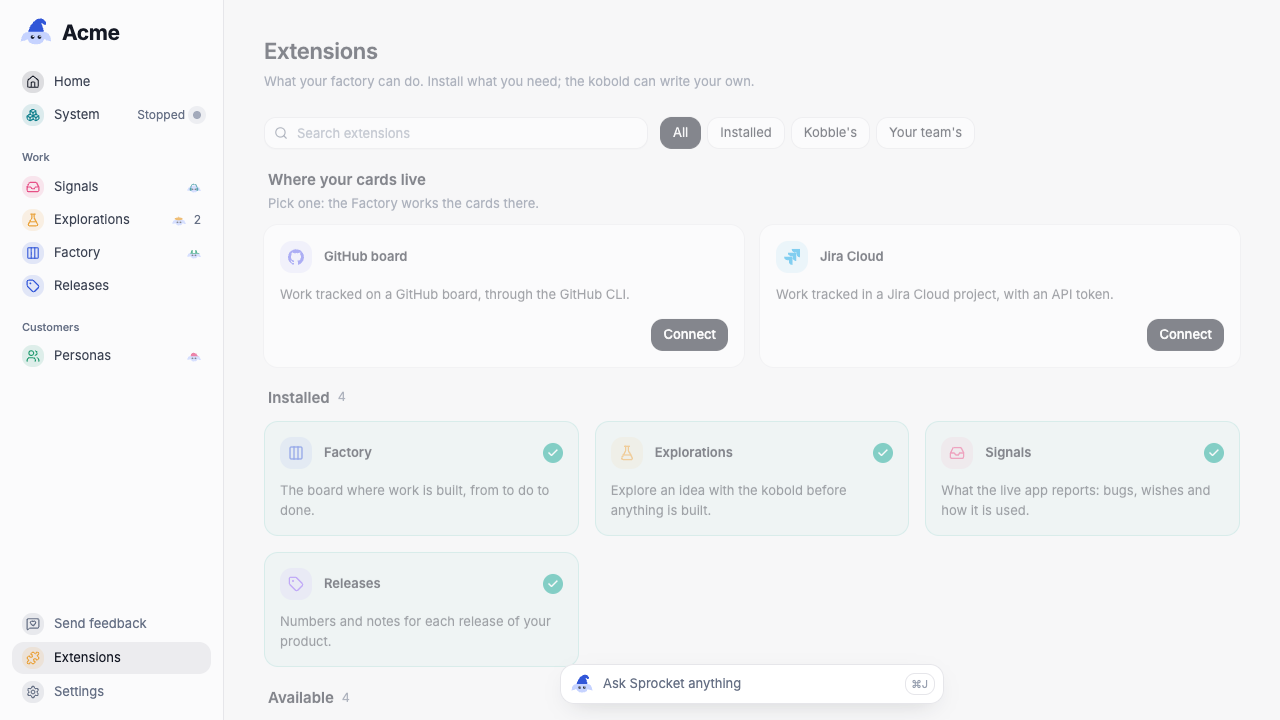 Acme
Home
System
Stopped
Work
Signals
Explorations
2
Factory
Releases
Customers
Personas
Send feedback
Extensions
Settings
Extensions
What your factory can do. Install what you need; the kobold can write your own.
Search extensions
All
Installed
Kobble's
Your team's
Where your cards live
Pick one: the Factory works the cards there.
GitHub board
Work tracked on a GitHub board, through the GitHub CLI.
Connect
Jira Cloud
Work tracked in a Jira Cloud project, with an API token.
Connect
Installed 4
Factory
The board where work is built, from to do to
done.
Explorations
Explore an idea with the kobold before
anything is built.
Signals
What the live app reports: bugs, wishes and
how it is used.
Releases
Numbers and notes for each release of your
product.
Available 4
Ask Sprocket anything
⌘J